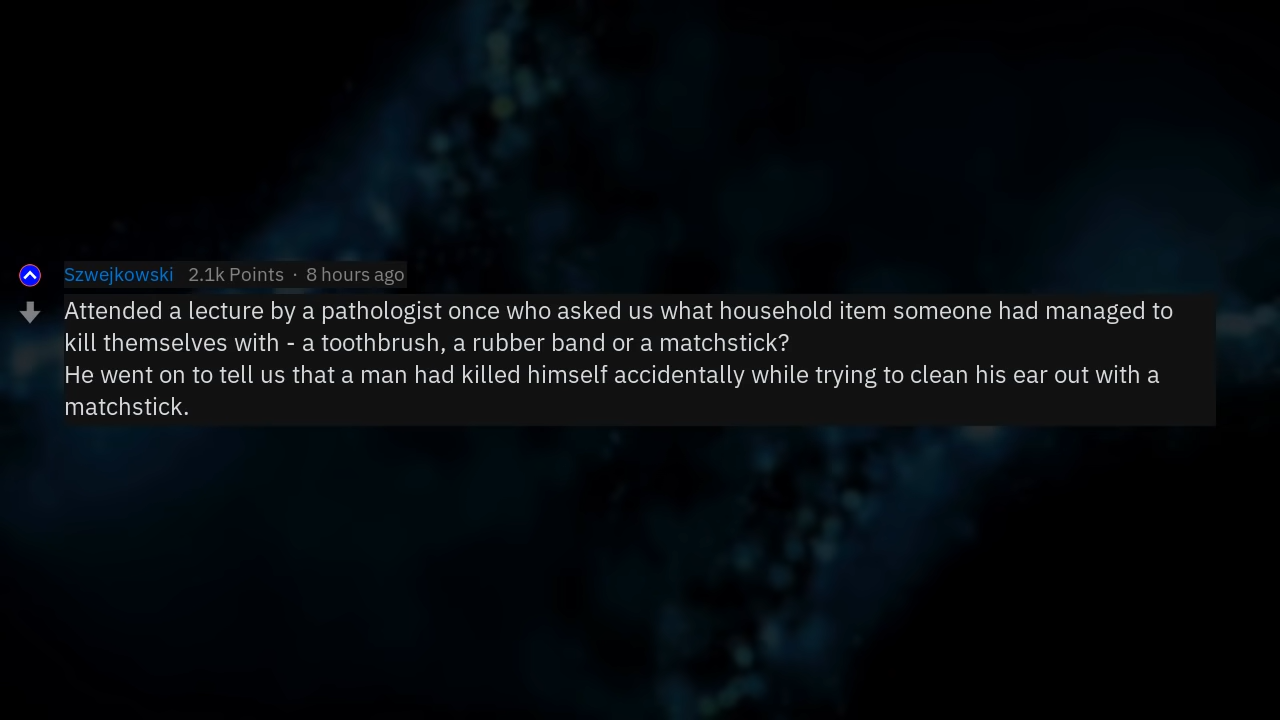 Szwejkowski 2.1k Points · 8 hours ago
Attended a lecture by a pathologist once who asked us what household item someone had managed to
kill themselves with - a toothbrush, a rubber band or a matchstick?
He went on to tell us that a man had killed himself accidentally while trying to clean his ear out with a
matchstick.